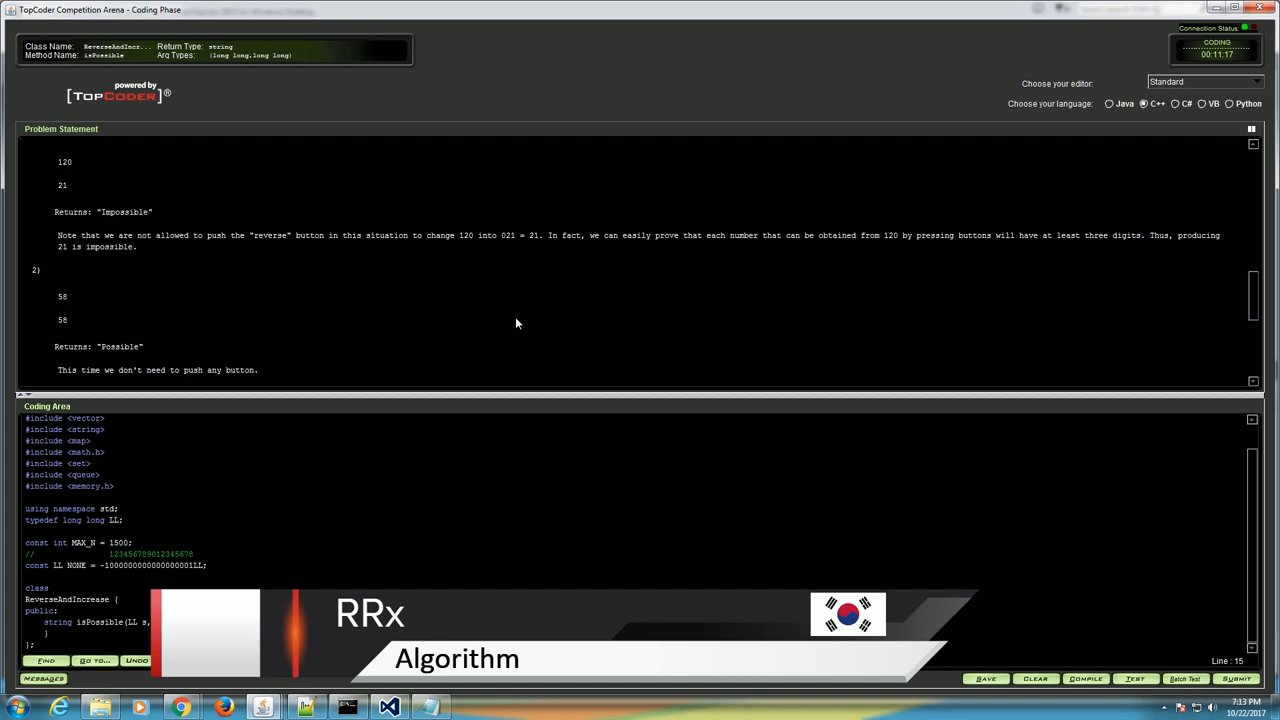 TopCoder Competition Arena - Coding Phase
Connection Status:
Class Name: ReverseAndIncr... Return Type: string
Method Name: isPossible Arg Types: (long long,long long)
CODING
00:11:17
powered by
[TOPCODER]®
Choose your editor: Standard
Choose your language: Java C++ C# VB Python
Problem Statement
120
21
Returns: "Impossible"
Note that we are not allowed to push the "reverse" button in this situation to change 120 into 021 = 21. In fact, we can easily prove that each number that can be obtained from 120 by pressing buttons will have at least three digits. Thus, producing
21 is impossible.
2)
58
58
Returns: "Possible"
This time we don't need to push any button.
Coding Area
#include <vector>
#include <string>
#include <map>
#include <math.h>
#include <set>
#include <queue>
#include <memory.h>
using namespace std;
typedef long long LL;
const int MAX_N = 1500;
// 123456789012345678
const LL NONE = -1000000000000000001LL;
class
ReverseAndIncrease {
public:
string isPossible(LL s,
}
};
RRx
Algorithm
FIND GO TO... UNDO
Line : 15
MESSAGES SAVE CLEAR COMPILE TEST Batch Test SUBMIT
7:13 PM
10/22/2017